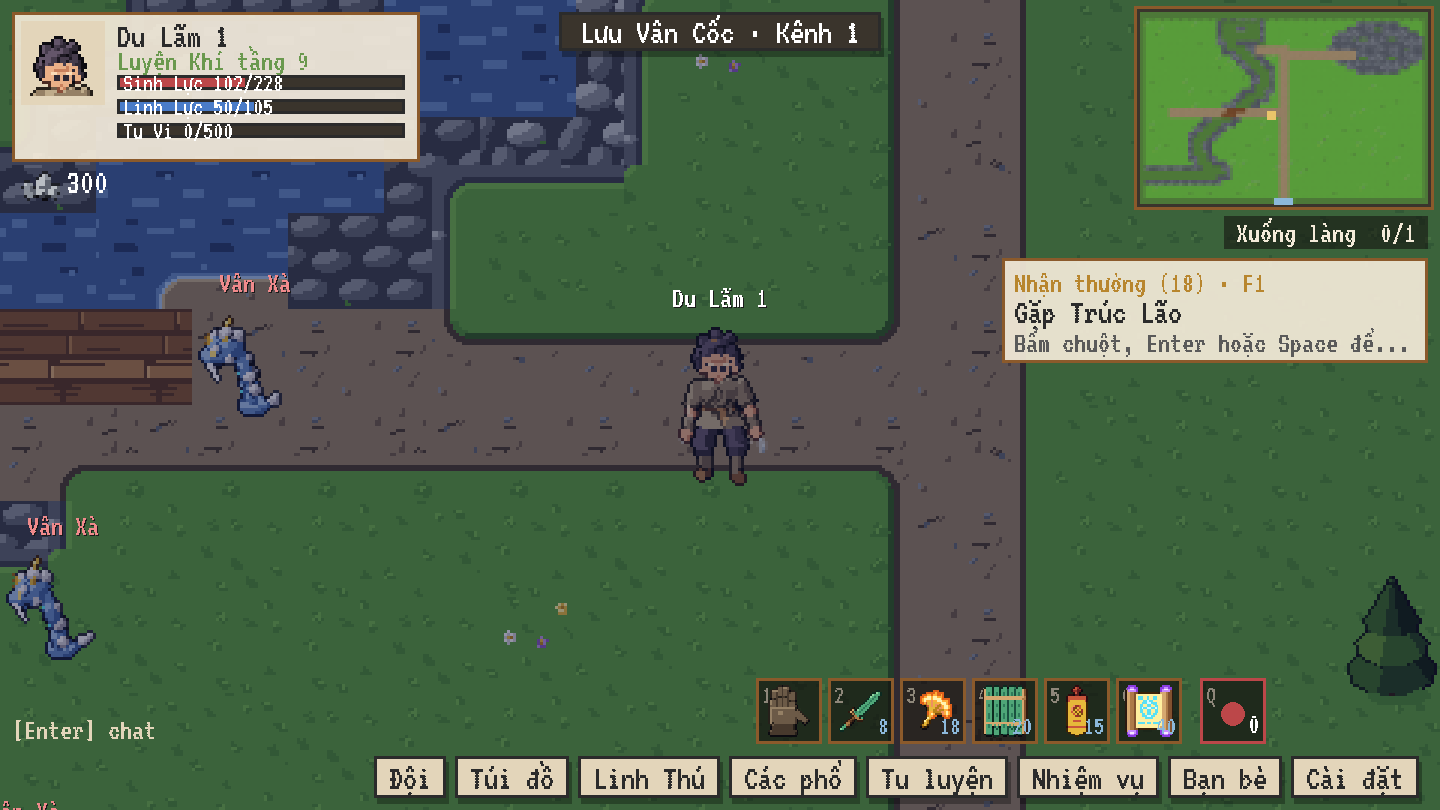 Du Lãm 1
Luyện Khí tầng 9
Sinh Lực 102/228
Linh Lực 50/105
Tu Vi 0/500
300
Lưu Vân Cốc · Kênh 1
Xuống làng 0/1
Nhận thưởng (18) · F1
Gặp Trúc Lão
Bấm chuột, Enter hoặc Space để...
Vân Xà
Du Lãm 1
Vân Xà
[Enter] chat
1
2 8
3 18
4 20
5 15
40
Q 0
Đội
Túi đồ
Linh Thú
Các phổ
Tu luyện
Nhiệm vụ
Bạn bè
Cài đặt